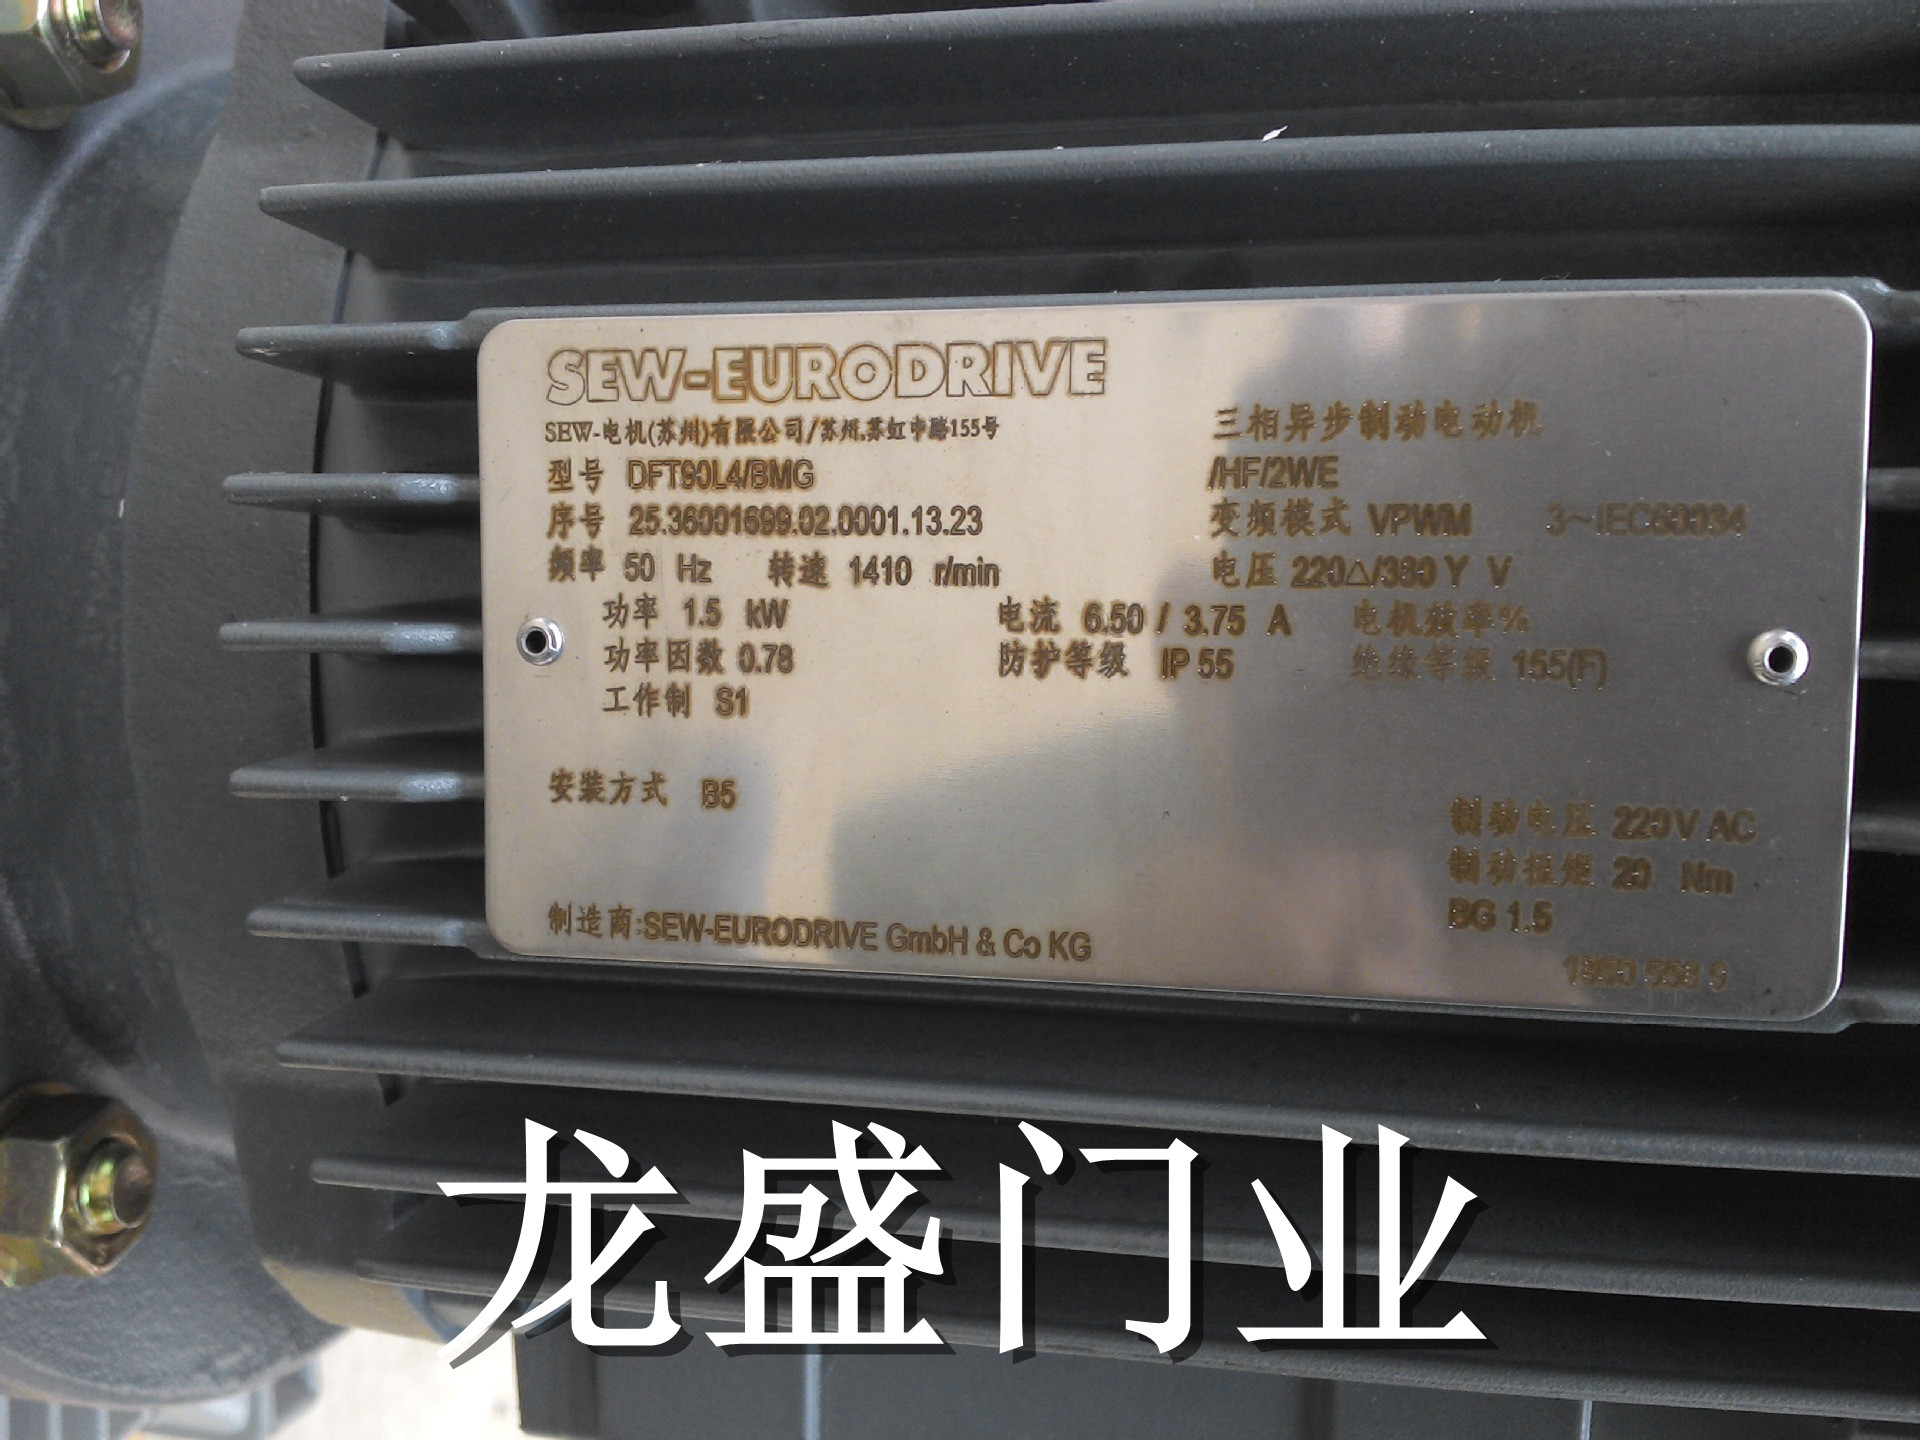 SEW-EURODRIVE
SEW-电机(苏州)有限公司/苏州.苏虹中路155号
三相异步制动电动机
型号 DFT90L4/BMG /HF/2WE
序号 25.36001699.02.0001.13.23 变频模式 VPWM 3~IEC60034
频率 50 Hz 转速 1410 r/min 电压 220△/380 Y V
功率 1.5 kW 电流 6.50 / 3.75 A 电机效率%
功率因数 0.78 防护等级 IP 55 绝缘等级 155(F)
工作制 S1
安装方式 B5
制动电压 220V AC
制动扭矩 20 Nm
BG 1.5
制造商:SEW-EURODRIVE GmbH & Co KG
龙盛门业